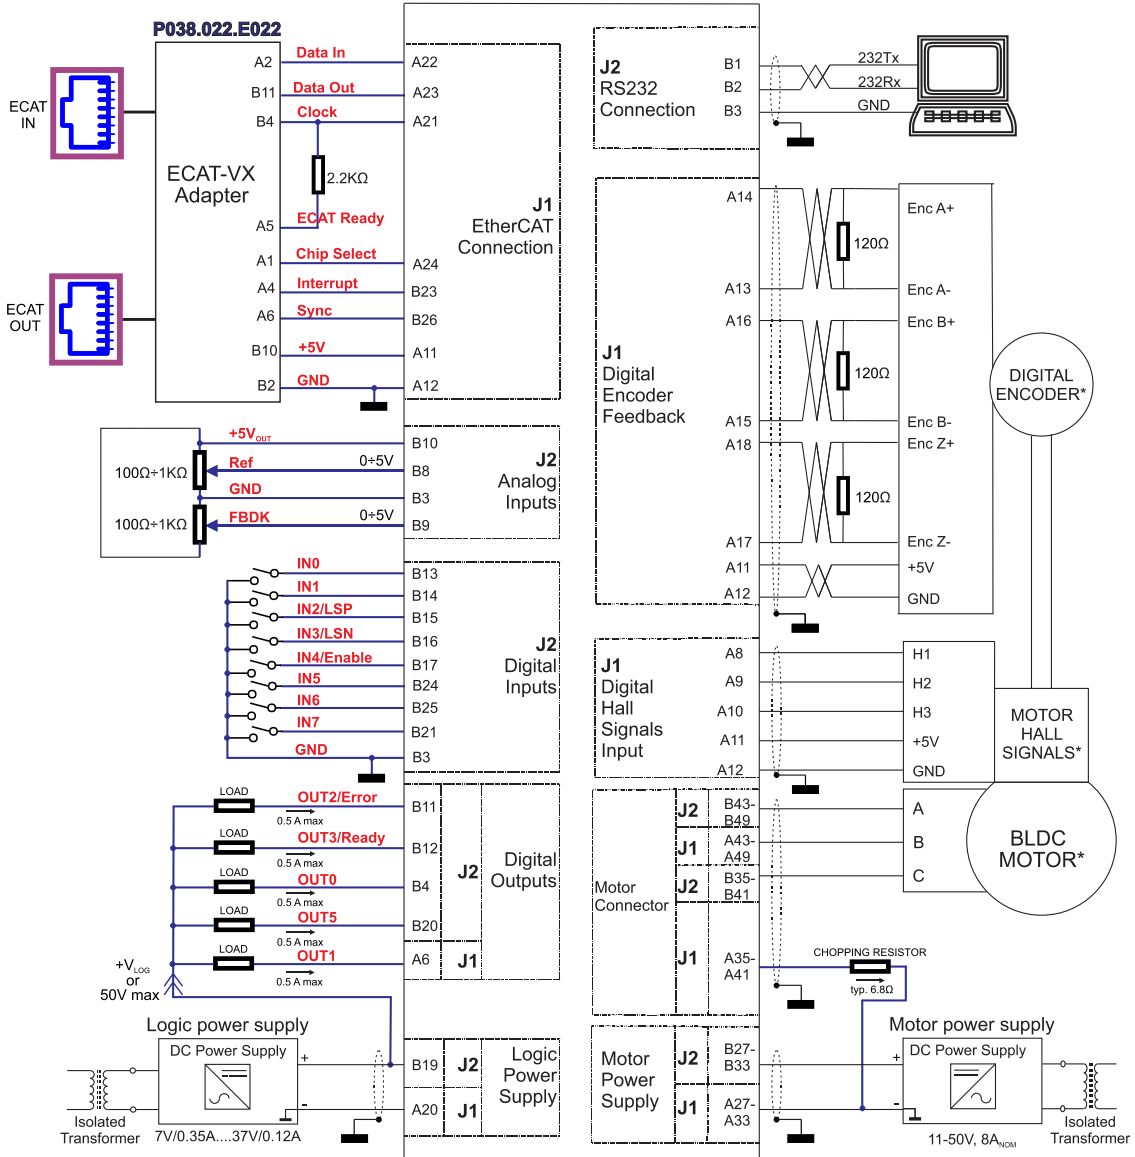 P038.022.E022
ECAT
IN
ECAT
OUT
ECAT-VX
Adapter
A2
B11
B4
A5
A1
A4
A6
B10
B2
Data In
Data Out
Clock
2.2KΩ
ECAT Ready
Chip Select
Interrupt
Sync
+5V
GND
A22
A23
A21
A24
B23
B26
A11
A12
J1
EtherCAT
Connection
100Ω÷1KΩ
100Ω÷1KΩ
+5VOUT
Ref
0÷5V
GND
FBDK
0÷5V
B10
B8
B3
B9
J2
Analog
Inputs
IN0
IN1
IN2/LSP
IN3/LSN
IN4/Enable
IN5
IN6
IN7
GND
B13
B14
B15
B16
B17
B24
B25
B21
B3
J2
Digital
Inputs
LOAD
OUT2/Error
0.5 A max
B11
LOAD
OUT3/Ready
0.5 A max
B12
LOAD
OUT0
0.5 A max
B4
LOAD
OUT5
0.5 A max
B20
LOAD
OUT1
0.5 A max
A6
J2
J1
Digital
Outputs
+VLOG
or
50V max
Logic power supply
DC Power Supply
+
-
Isolated
Transformer
7V/0.35A....37V/0.12A
B19
J2
A20
J1
Logic
Power
Supply
J2
RS232
Connection
B1
B2
B3
232Tx
232Rx
GND
J1
Digital
Encoder
Feedback
A14
A13
A16
A15
A18
A17
A11
A12
120Ω
120Ω
120Ω
Enc A+
Enc A-
Enc B+
Enc B-
Enc Z+
Enc Z-
+5V
GND
DIGITAL
ENCODER*
J1
Digital
Hall
Signals
Input
A8
A9
A10
A11
A12
H1
H2
H3
+5V
GND
MOTOR
HALL
SIGNALS*
Motor
Connector
J2
B43-
B49
J1
A43-
A49
J2
B35-
B41
J1
A35-
A41
A
B
C
BLDC
MOTOR*
CHOPPING RESISTOR
typ. 6.8Ω
Motor power supply
Motor
Power
Supply
J2
B27-
B33
J1
A27-
A33
+
-
DC Power Supply
11-50V, 8ANOM
Isolated
Transformer